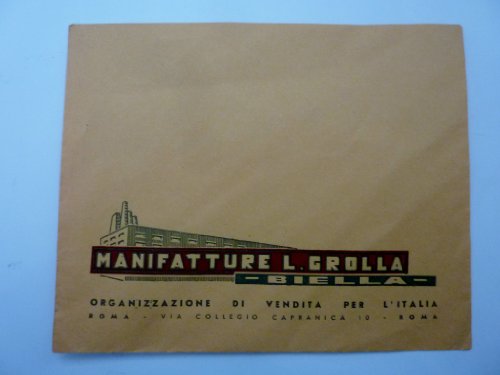 MANIFATTURE L. GROLLA
- BIELLA -
ORGANIZZAZIONE DI VENDITA PER L'ITALIA
ROMA - VIA COLLEGIO CAPRANICA 10 - ROMA